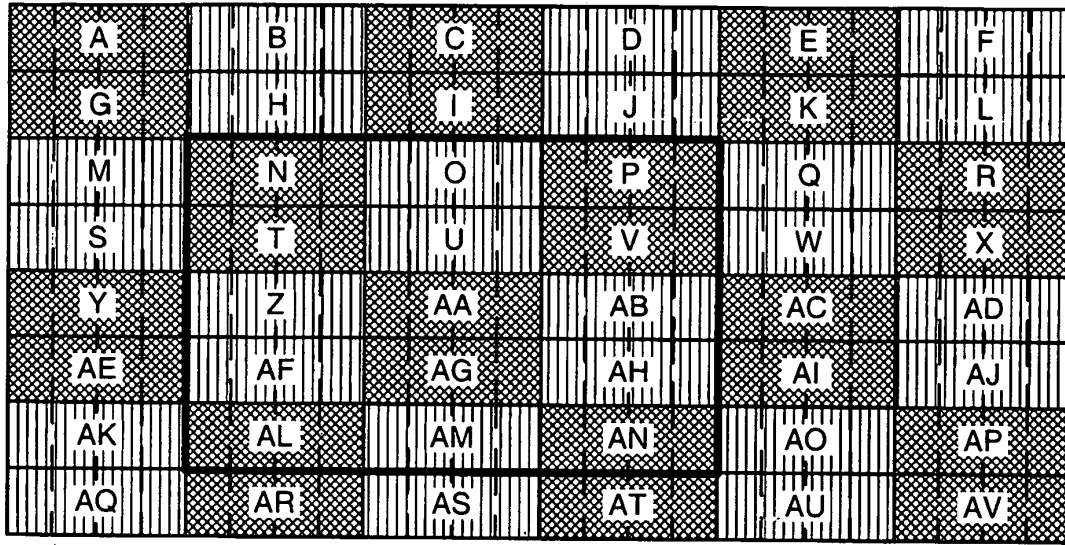 A B C D E F
G H I J K L
M N O P Q R
S T U V W X
Y Z AA AB AC AD
AE AF AG AH AI AJ
AK AL AM AN AO AP
AQ AR AS AT AU AV